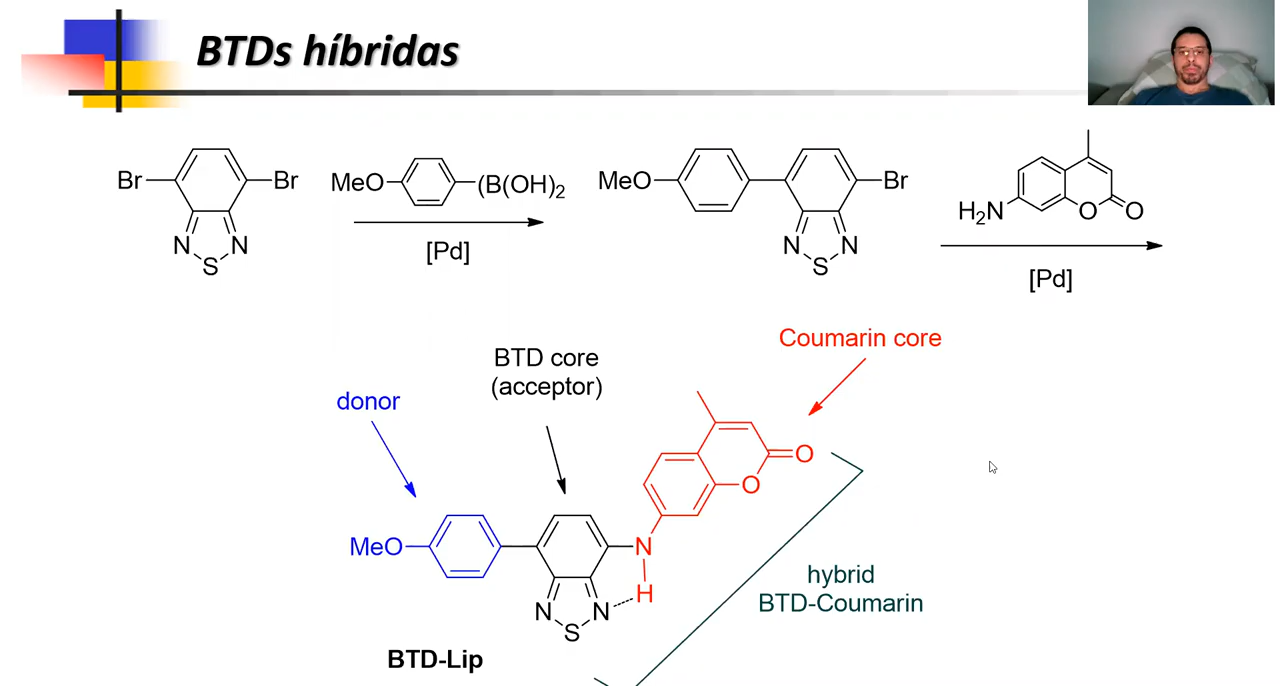 BTDs híbridas
Br
Br
N
N
S
MeO
(B(OH)2
[Pd]
MeO
Br
N
N
S
H2N
O
O
[Pd]
Coumarin core
BTD core
(acceptor)
donor
O
O
MeO
N
H
N
N
S
hybrid
BTD-Coumarin
BTD-Lip